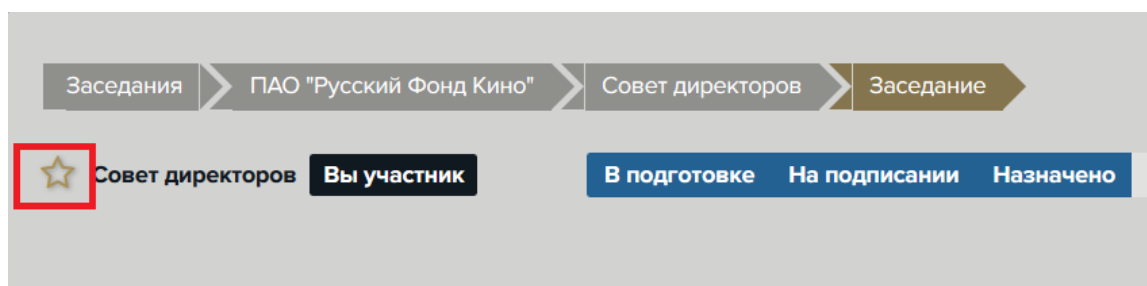 Заседания ПАО "Русский Фонд Кино" Совет директоров Заседание
Совет директоров Вы участник В подготовке На подписании Назначено